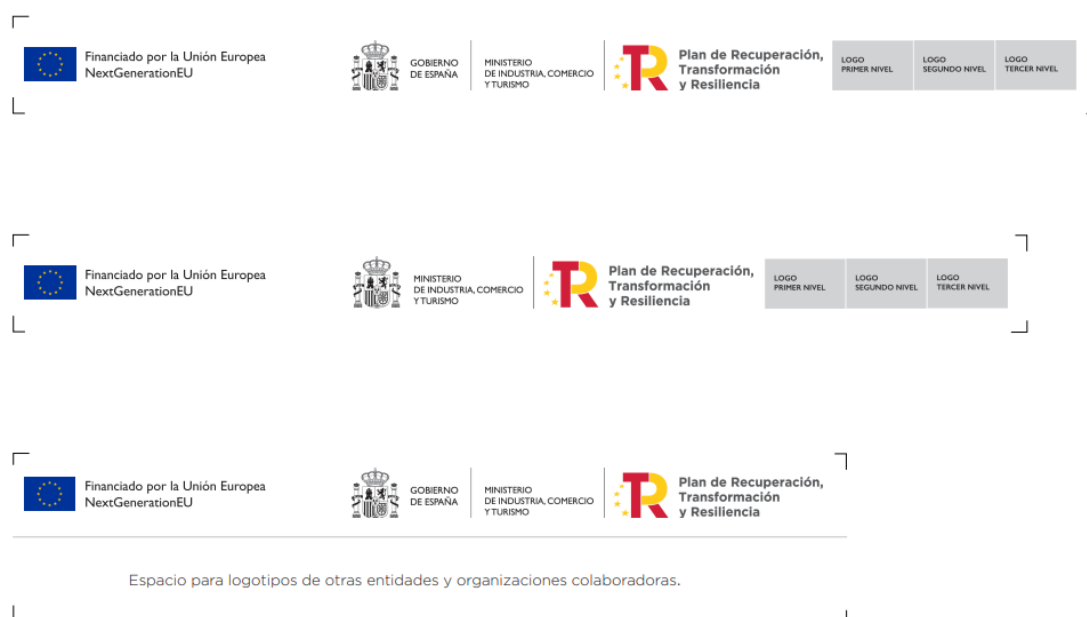 Financiado por la Unión Europea
NextGenerationEU
GOBIERNO
DE ESPAÑA
MINISTERIO
DE INDUSTRIA, COMERCIO
Y TURISMO
Plan de Recuperación,
Transformación
y Resiliencia
LOGO
PRIMER NIVEL
LOGO
SEGUNDO NIVEL
LOGO
TERCER NIVEL
Financiado por la Unión Europea
NextGenerationEU
MINISTERIO
DE INDUSTRIA, COMERCIO
Y TURISMO
Plan de Recuperación,
Transformación
y Resiliencia
LOGO
PRIMER NIVEL
LOGO
SEGUNDO NIVEL
LOGO
TERCER NIVEL
Financiado por la Unión Europea
NextGenerationEU
GOBIERNO
DE ESPAÑA
MINISTERIO
DE INDUSTRIA, COMERCIO
Y TURISMO
Plan de Recuperación,
Transformación
y Resiliencia
Espacio para logotipos de otras entidades y organizaciones colaboradoras.